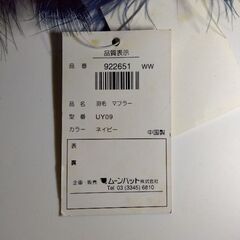 品質表示
品番 922651 WW
品名 羽毛 マフラー
型番 UY09
カラー ネイビー
中国製
表
裏
企画・販売 ムーンハット株式会社
Tel 03 (3345) 6810